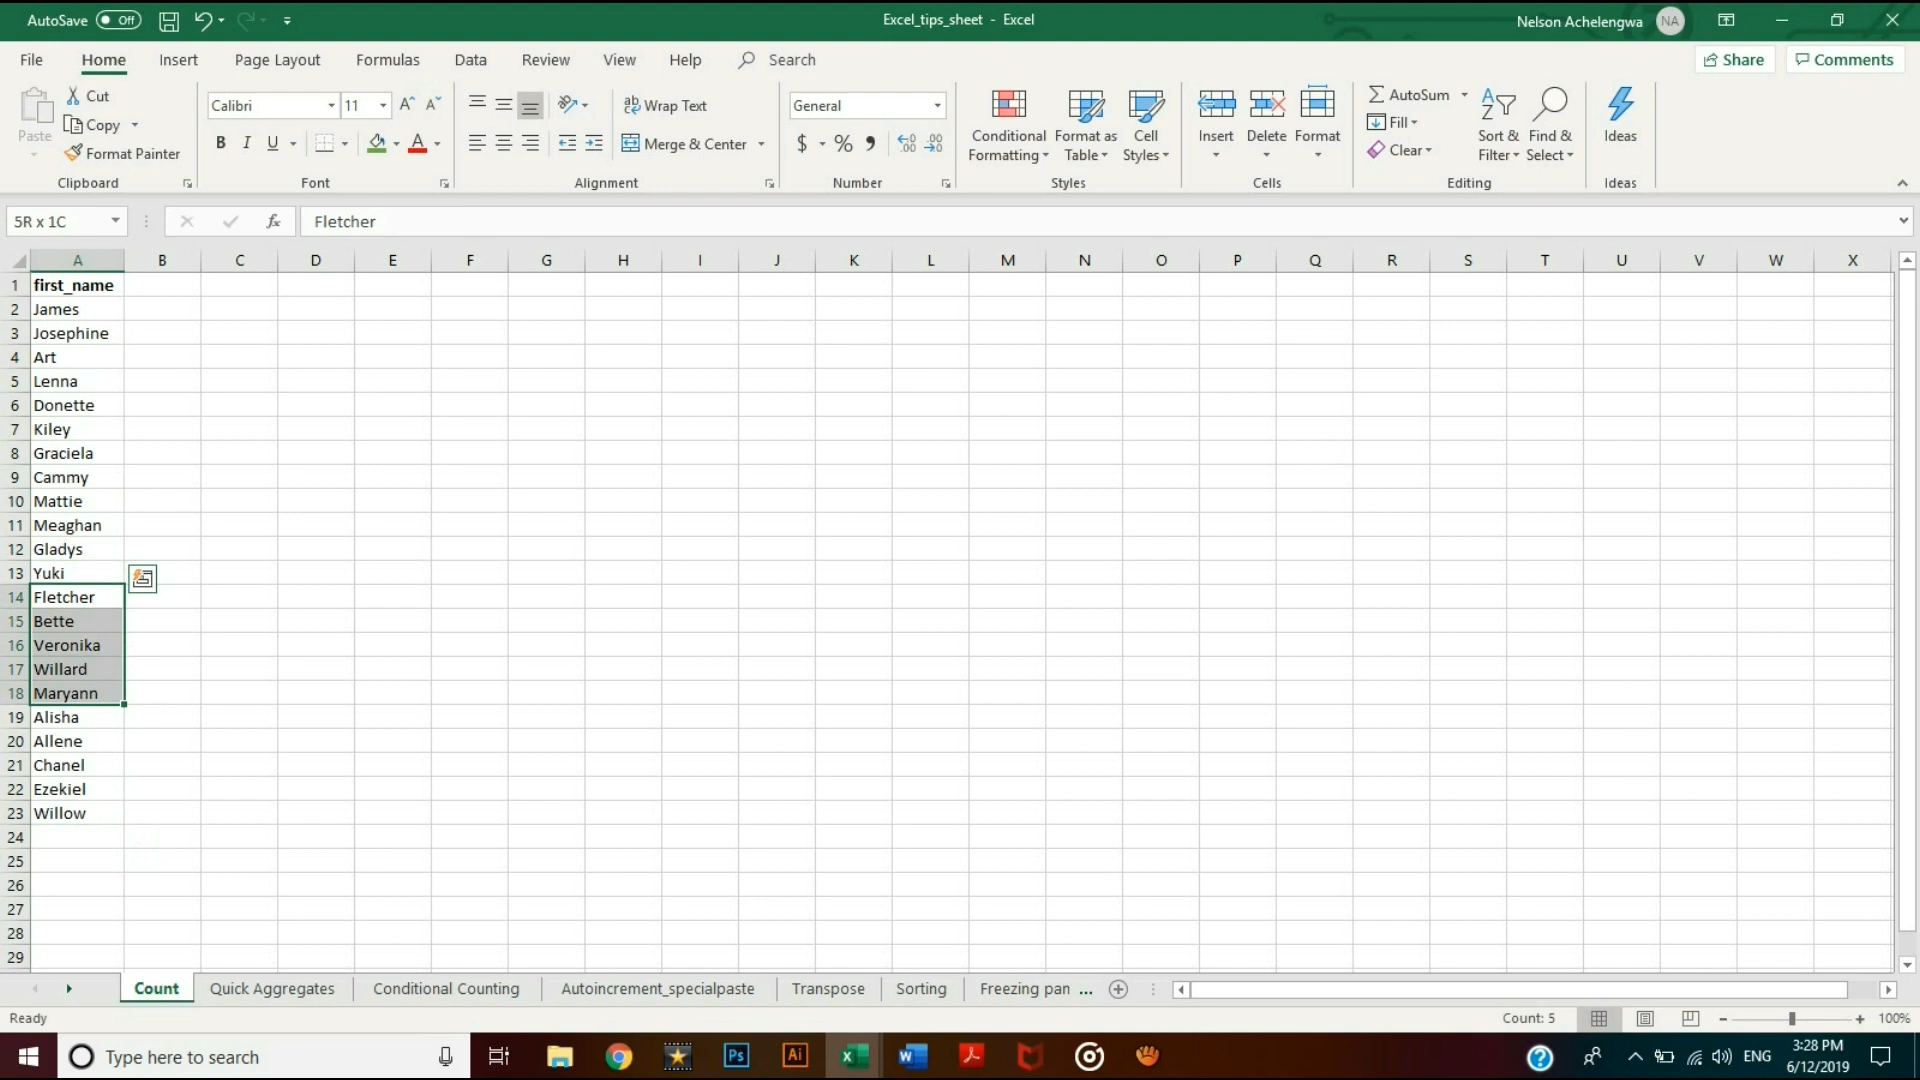 AutoSave Off
Excel_tips_sheet - Excel
Nelson Achelengwa NA
File Home Insert Page Layout Formulas Data Review View Help Search
Share Comments
Paste
Cut
Copy
Format Painter
Clipboard
Calibri 11
B I U
Font
Wrap Text
Merge & Center
Alignment
General
$ % ,
Number
Conditional Formatting
Format as Table
Cell Styles
Styles
Insert Delete Format
Cells
AutoSum
Fill
Clear
Sort & Filter
Find & Select
Editing
Ideas
Ideas
5R x 1C fx Fletcher
A B C D E F G H I J K L M N O P Q R S T U V W X
1 first_name
2 James
3 Josephine
4 Art
5 Lenna
6 Donette
7 Kiley
8 Graciela
9 Cammy
10 Mattie
11 Meaghan
12 Gladys
13 Yuki
14 Fletcher
15 Bette
16 Veronika
17 Willard
18 Maryann
19 Alisha
20 Allene
21 Chanel
22 Ezekiel
23 Willow
24
25
26
27
28
29
Count Quick Aggregates Conditional Counting Autoincrement_specialpaste Transpose Sorting Freezing pan ...
Ready Count: 5 100%
Type here to search
Ps Ai
ENG
3:28 PM
6/12/2019